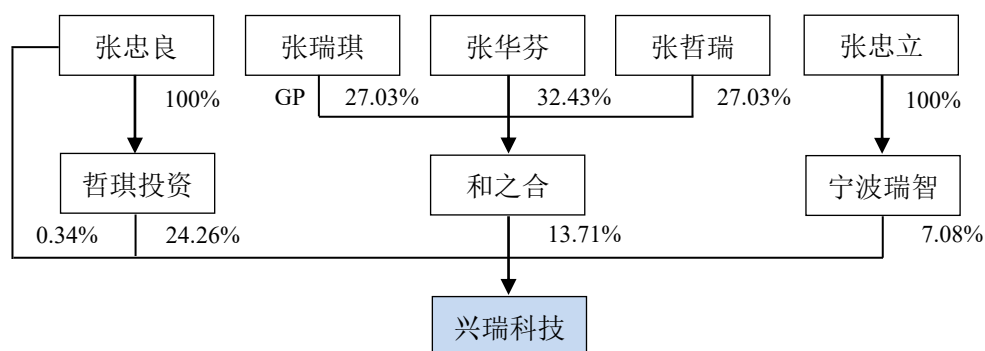 张忠良
张瑞琪
张华芬
张哲瑞
张忠立
100%
GP
27.03%
32.43%
27.03%
100%
哲琪投资
和之合
宁波瑞智
0.34%
24.26%
13.71%
7.08%
兴瑞科技